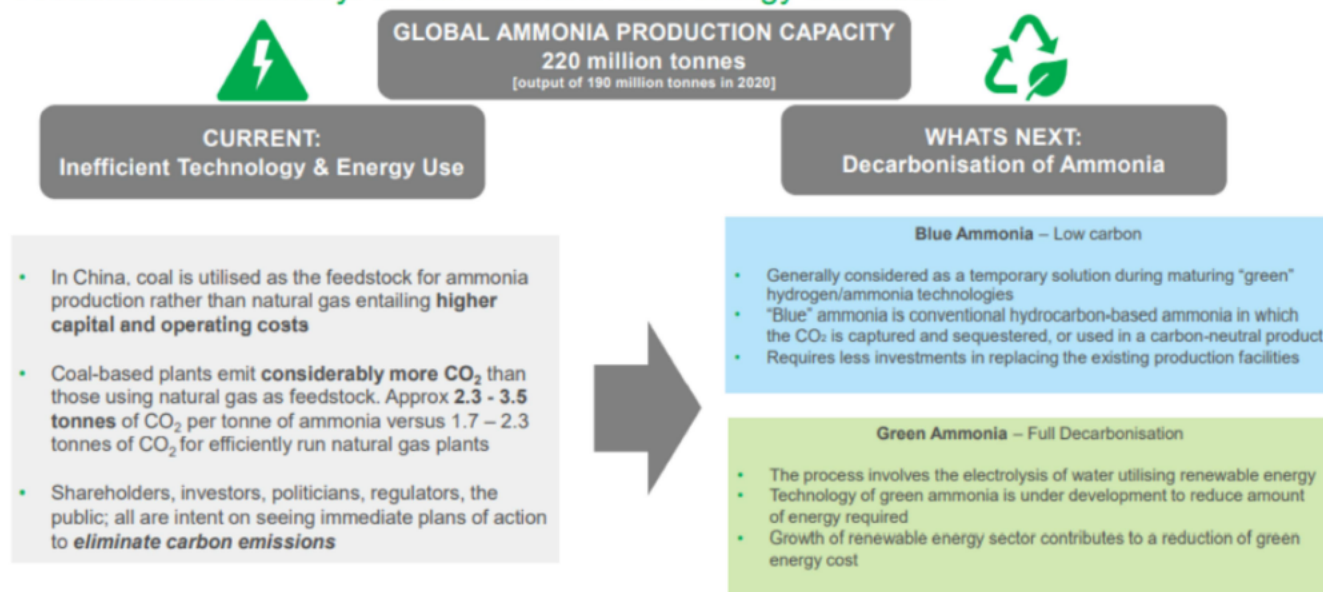 GLOBAL AMMONIA PRODUCTION CAPACITY
220 million tonnes
[output of 190 million tonnes in 2020]
CURRENT:
Inefficient Technology & Energy Use
WHATS NEXT:
Decarbonisation of Ammonia
• In China, coal is utilised as the feedstock for ammonia
production rather than natural gas entailing higher
capital and operating costs
• Coal-based plants emit considerably more CO₂ than
those using natural gas as feedstock. Approx 2.3 - 3.5
tonnes of CO₂ per tonne of ammonia versus 1.7 – 2.3
tonnes of CO₂ for efficiently run natural gas plants
• Shareholders, investors, politicians, regulators, the
public; all are intent on seeing immediate plans of action
to eliminate carbon emissions
Blue Ammonia – Low carbon
• Generally considered as a temporary solution during maturing “green”
hydrogen/ammonia technologies
• “Blue” ammonia is conventional hydrocarbon-based ammonia in which
the CO₂ is captured and sequestered, or used in a carbon-neutral product
• Requires less investments in replacing the existing production facilities
Green Ammonia – Full Decarbonisation
• The process involves the electrolysis of water utilising renewable energy
• Technology of green ammonia is under development to reduce amount
of energy required
• Growth of renewable energy sector contributes to a reduction of green
energy cost